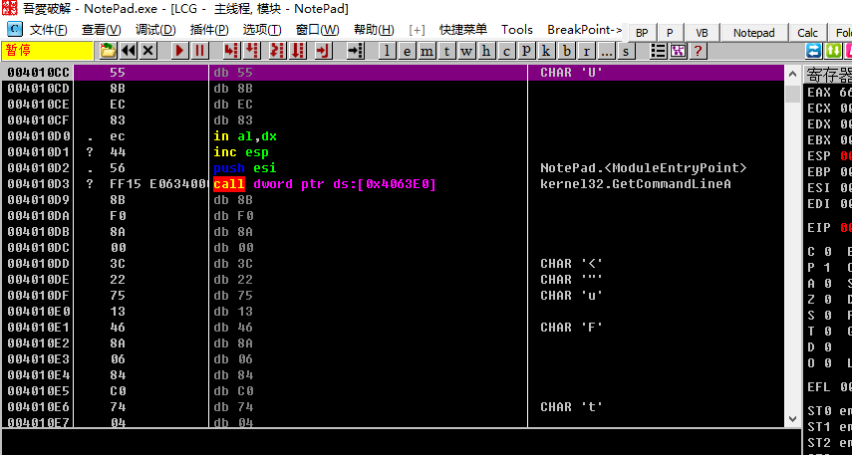 吾愛破解 - NotePad.exe - [LCG - 主线程, 模块 - NotePad]
文件(F) 查看(V) 调试(D) 插件(P) 选项(T) 窗口(W) 帮助(H) [+] 快捷菜单 Tools BreakPoint-> BP P VB Notepad Calc Fol
暂停 l e m t w h c P k b r ... s ?
004010CC 55 db 55 CHAR 'U'
004010CD 8B db 8B
004010CE EC db EC
004010CF 83 db 83
004010D0 . ec in al,dx
004010D1 ? 44 inc esp
004010D2 . 56 push esi NotePad.<ModuleEntryPoint>
004010D3 ? FF15 E063400 call dword ptr ds:[0x4063E0] kernel32.GetCommandLineA
004010D9 8B db 8B
004010DA F0 db F0
004010DB 8A db 8A
004010DC 00 db 00
004010DD 3C db 3C CHAR '<'
004010DE 22 db 22 CHAR '"'
004010DF 75 db 75 CHAR 'u'
004010E0 13 db 13
004010E1 46 db 46 CHAR 'F'
004010E2 8A db 8A
004010E3 06 db 06
004010E4 84 db 84
004010E5 C0 db C0
004010E6 74 db 74 CHAR 't'
004010E7 04 db 04
寄存器
EAX 66
ECX 00
EDX 00
EBX 00
ESP 00
EBP 00
ESI 00
EDI 00
EIP 00
C 0
P 1
A 0
Z 0
S 0
T 0
D 0
O 0 L
EFL 00
ST0 em
ST1 em
ST2 em